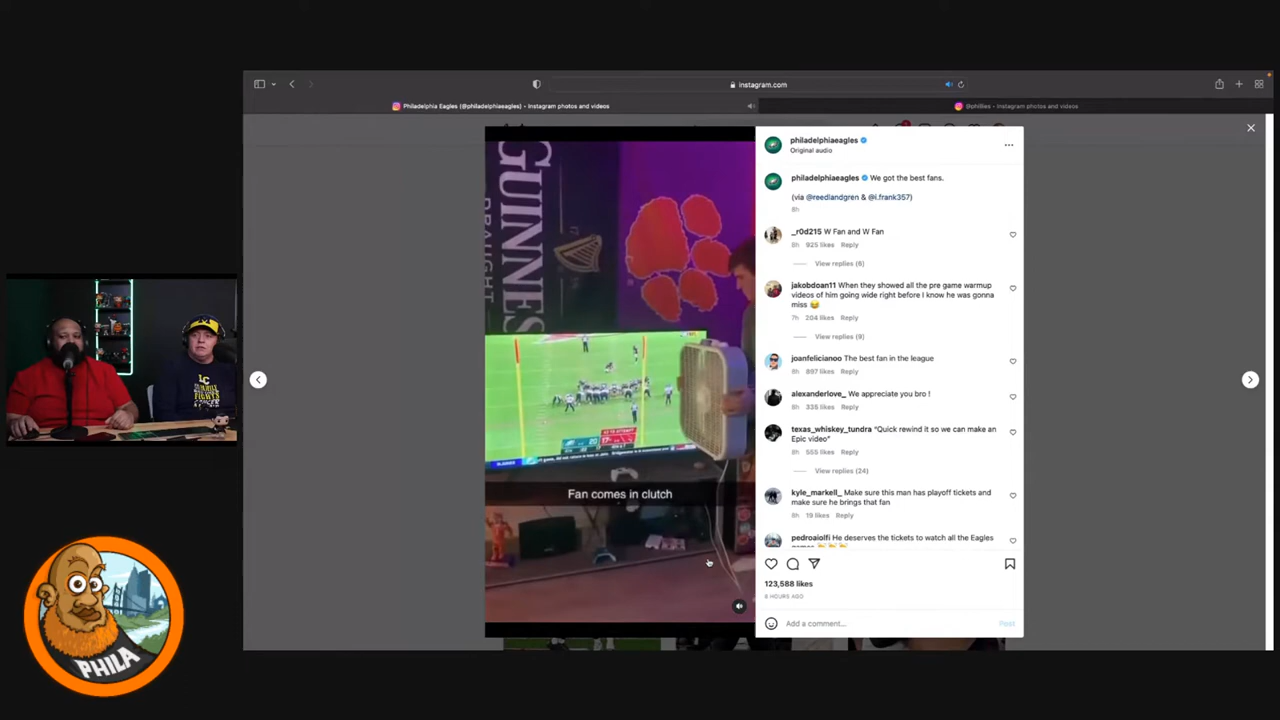 instagram.com
Philadelphia Eagles (@philadelphiaeagles) • Instagram photos and videos
@phillies • Instagram photos and videos
GUINNES
DRAUGHT
Fan comes in clutch
philadelphiaeagles
Original audio
philadelphiaeagles We got the best fans.
(via @reedlandgren & @i.frank357)
8h
_r0d215 W Fan and W Fan
8h 925 likes Reply
View replies (6)
jakobdoan11 When they showed all the pre game warmup
videos of him going wide right before I know he was gonna
miss 😂
7h 204 likes Reply
View replies (9)
joanfelicianoo The best fan in the league
8h 897 likes Reply
alexanderlove_ We appreciate you bro !
8h 335 likes Reply
texas_whiskey_tundra "Quick rewind it so we can make an
Epic video"
8h 555 likes Reply
View replies (24)
kyle_markell_ Make sure this man has playoff tickets and
make sure he brings that fan
8h 19 likes Reply
pedroaiolfi He deserves the tickets to watch all the Eagles
games 👏👏👏
123,588 likes
8 HOURS AGO
Add a comment...
Post
PHILA